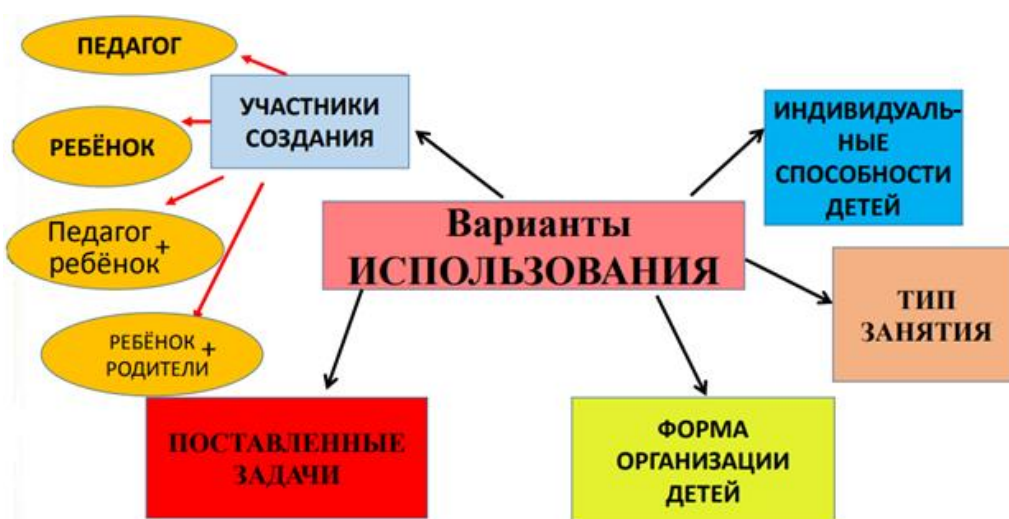 ПЕДАГОГ
РЕБЁНОК
Педагог +
ребёнок
РЕБЁНОК +
РОДИТЕЛИ
УЧАСТНИКИ
СОЗДАНИЯ
Варианты
ИСПОЛЬЗОВАНИЯ
ИНДИВИДУАЛЬ-
НЫЕ
СПОСОБНОСТИ
ДЕТЕЙ
ТИП
ЗАНЯТИЯ
ПОСТАВЛЕННЫЕ
ЗАДАЧИ
ФОРМА
ОРГАНИЗАЦИИ
ДЕТЕЙ